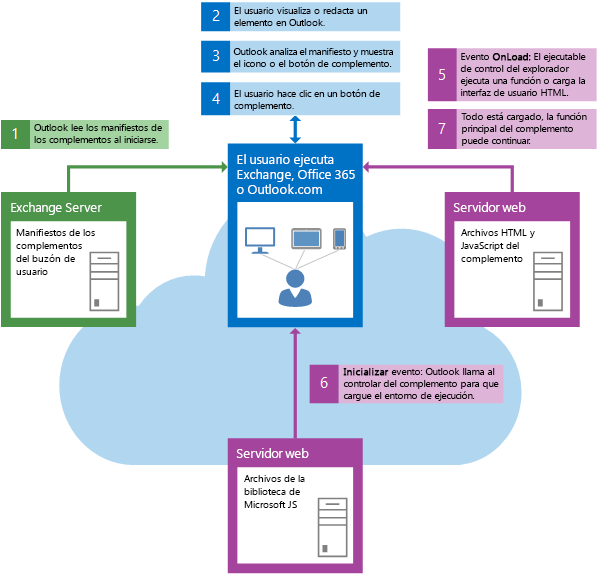 2
El usuario visualiza o redacta un
elemento en Outlook.
3
Outlook analiza el manifiesto y muestra
el icono o el botón de complemento.
4
El usuario hace clic en un botón de
complemento.
5
Evento OnLoad: El ejecutable
de control del explorador
ejecuta una función o carga la
interfaz de usuario HTML.
7
Todo está cargado, la función
principal del complemento
puede continuar.
1
Outlook lee los manifiestos de
los complementos al iniciarse.
El usuario ejecuta
Exchange, Office 365
o Outlook.com
Exchange Server
Manifiestos de los
complementos
del buzón de
usuario
Servidor web
Archivos HTML y
JavaScript del
complemento
6
Inicializar evento: Outlook llama al
controlar del complemento para que
cargue el entorno de ejecución.
Servidor web
Archivos de la
biblioteca de
Microsoft JS